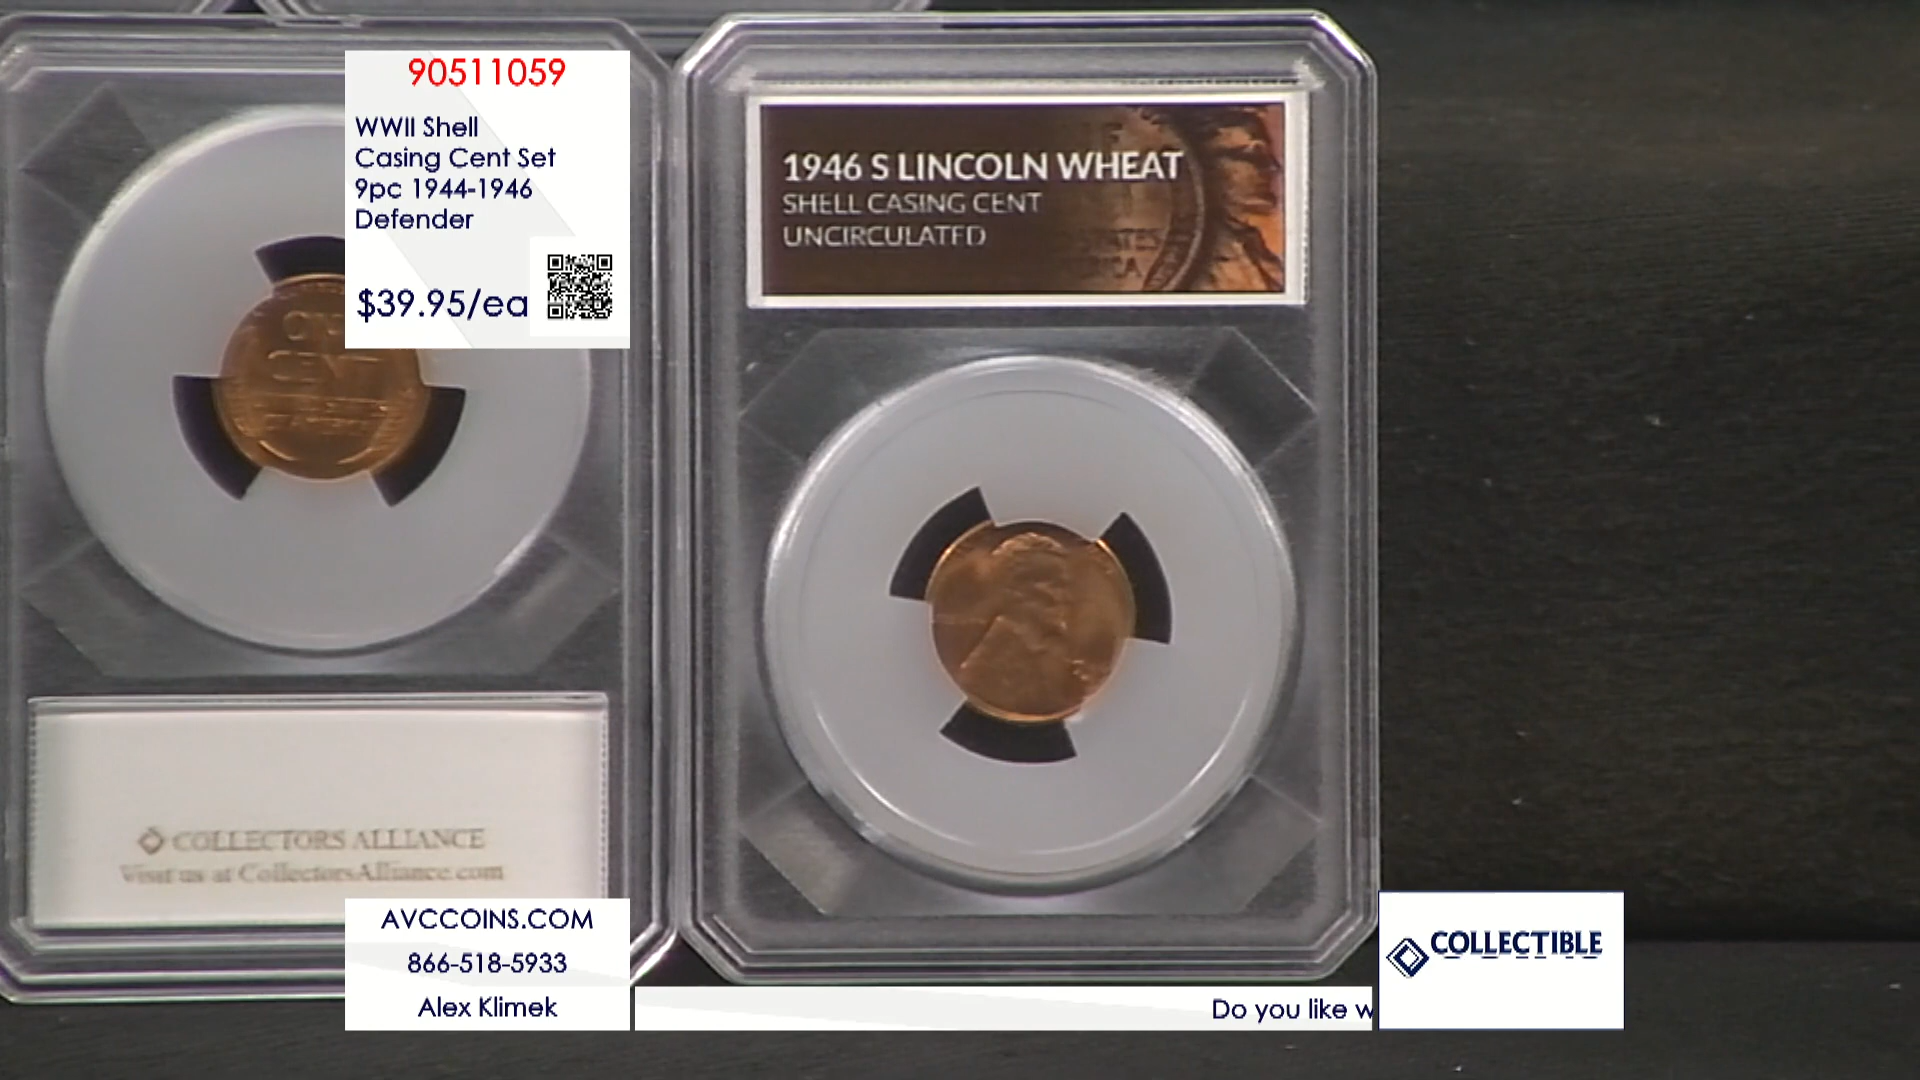 90511059
WWII Shell
Casing Cent Set
9pc 1944-1946
Defender
$39.95/ea
1946 S LINCOLN WHEAT
SHELL CASING CENT
UNCIRCULATED
CENT
COLLECTORS ALLIANCE
Visit us at CollectorsAlliance.com
AVCCOINS.COM
866-518-5933
Alex Klimek
Do you like w
COLLECTIBLE